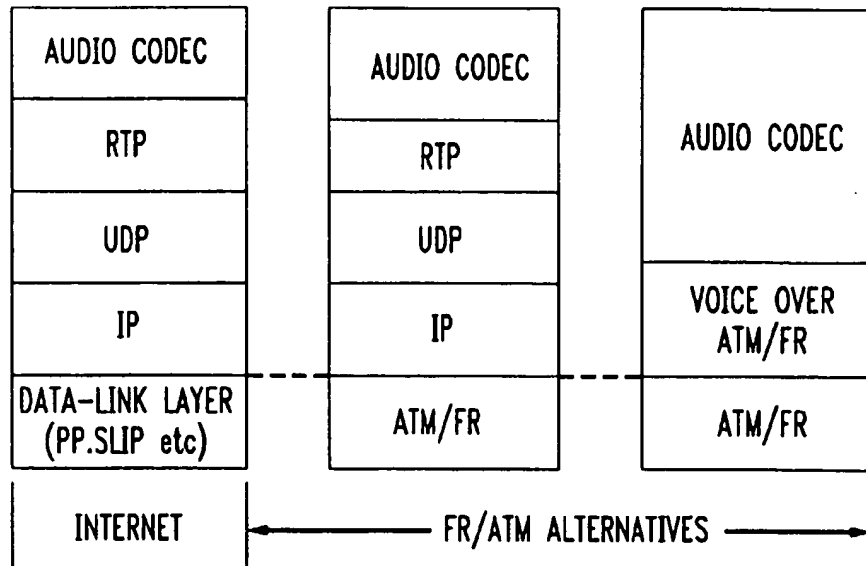 AUDIO CODEC
RTP
UDP
IP
DATA-LINK LAYER
(PP.SLIP etc)
INTERNET
AUDIO CODEC
RTP
UDP
IP
ATM/FR
AUDIO CODEC
VOICE OVER
ATM/FR
ATM/FR
FR/ATM ALTERNATIVES